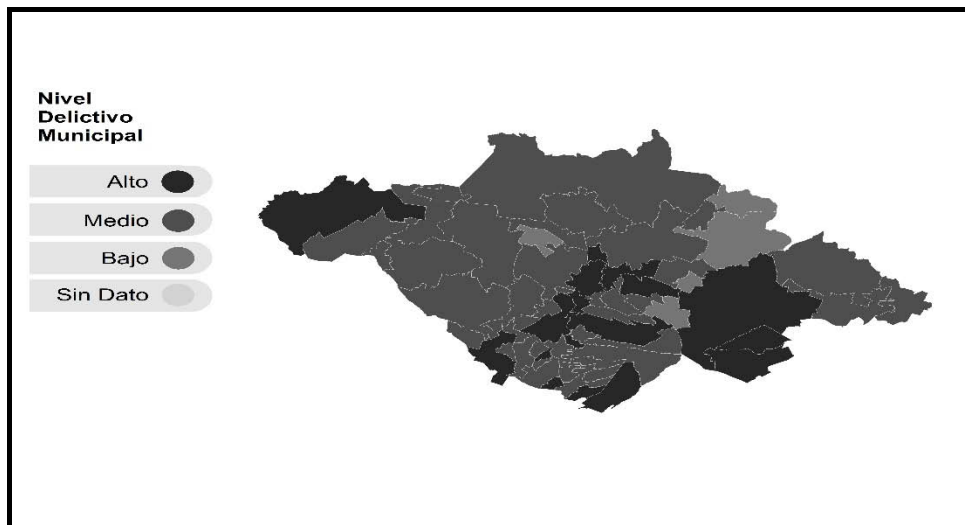 Nivel
Delictivo
Municipal
Alto
Medio
Bajo
Sin Dato